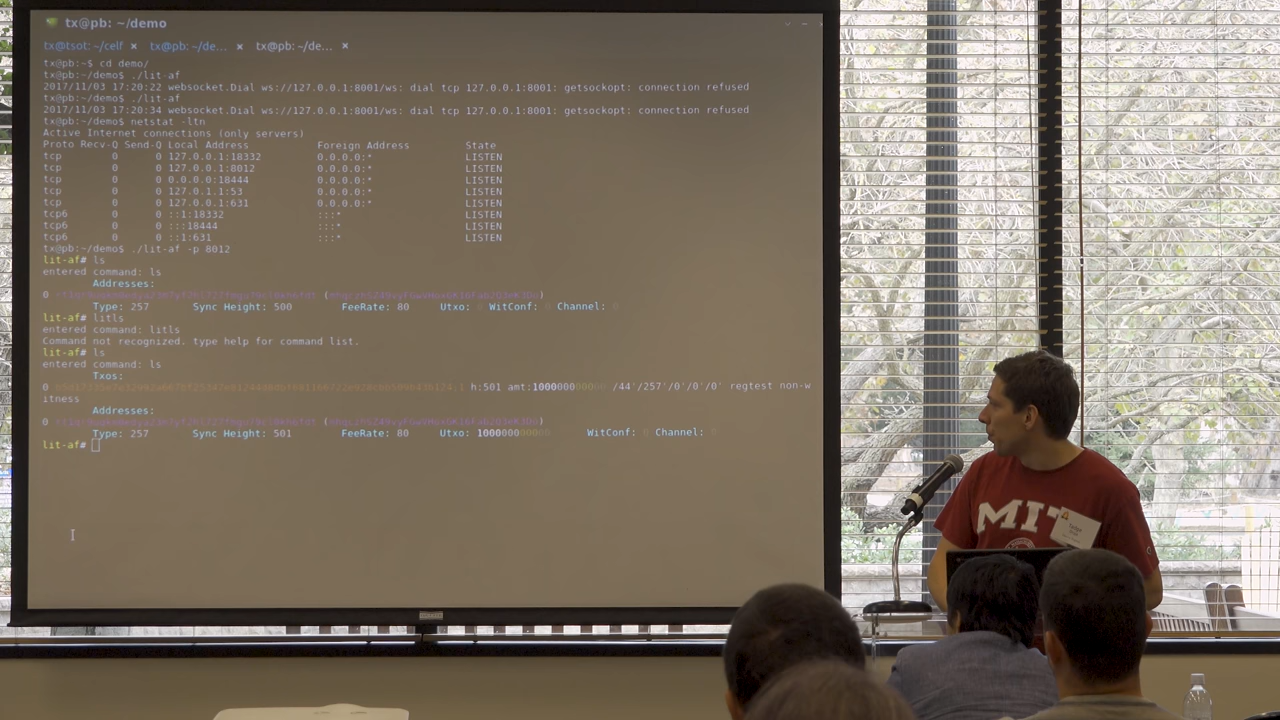 tx@pb: ~/demo
tx@tsot: ~/celf × tx@pb: ~/de... × tx@pb: ~/de... ×
tx@pb:~$ cd demo/
tx@pb:~/demo$ ./lit-af
2017/11/03 17:20:22 websocket.Dial ws://127.0.0.1:8001/ws: dial tcp 127.0.0.1:8001: getsockopt: connection refused
tx@pb:~/demo$ ./lit-af
2017/11/03 17:20:34 websocket.Dial ws://127.0.0.1:8001/ws: dial tcp 127.0.0.1:8001: getsockopt: connection refused
tx@pb:~/demo$ netstat -ltn
Active Internet connections (only servers)
Proto Recv-Q Send-Q Local Address Foreign Address State
tcp 0 0 127.0.0.1:18332 0.0.0.0:* LISTEN
tcp 0 0 127.0.0.1:8012 0.0.0.0:* LISTEN
tcp 0 0 0.0.0.0:18444 0.0.0.0:* LISTEN
tcp 0 0 127.0.1.1:53 0.0.0.0:* LISTEN
tcp 0 0 127.0.0.1:631 0.0.0.0:* LISTEN
tcp6 0 0 ::1:18332 :::* LISTEN
tcp6 0 0 :::18444 :::* LISTEN
tcp6 0 0 ::1:631 :::* LISTEN
tx@pb:~/demo$ ./lit-af -p 8012
lit-af# ls
entered command: ls
Addresses:
0
Type: 257 Sync Height: 500 FeeRate: 80 Utxo: 0 WitConf: 0 Channel: 0
lit-af# litls
entered command: litls
Command not recognized. type help for command list.
lit-af# ls
entered command: ls
Txos:
0 h:501 amt:1000000000 /44'/257'/0'/0'/0' regtest non-w
itness
Addresses:
0
Type: 257 Sync Height: 501 FeeRate: 80 Utxo: 1000000000 WitConf: 0 Channel: 0
lit-af#
MIT